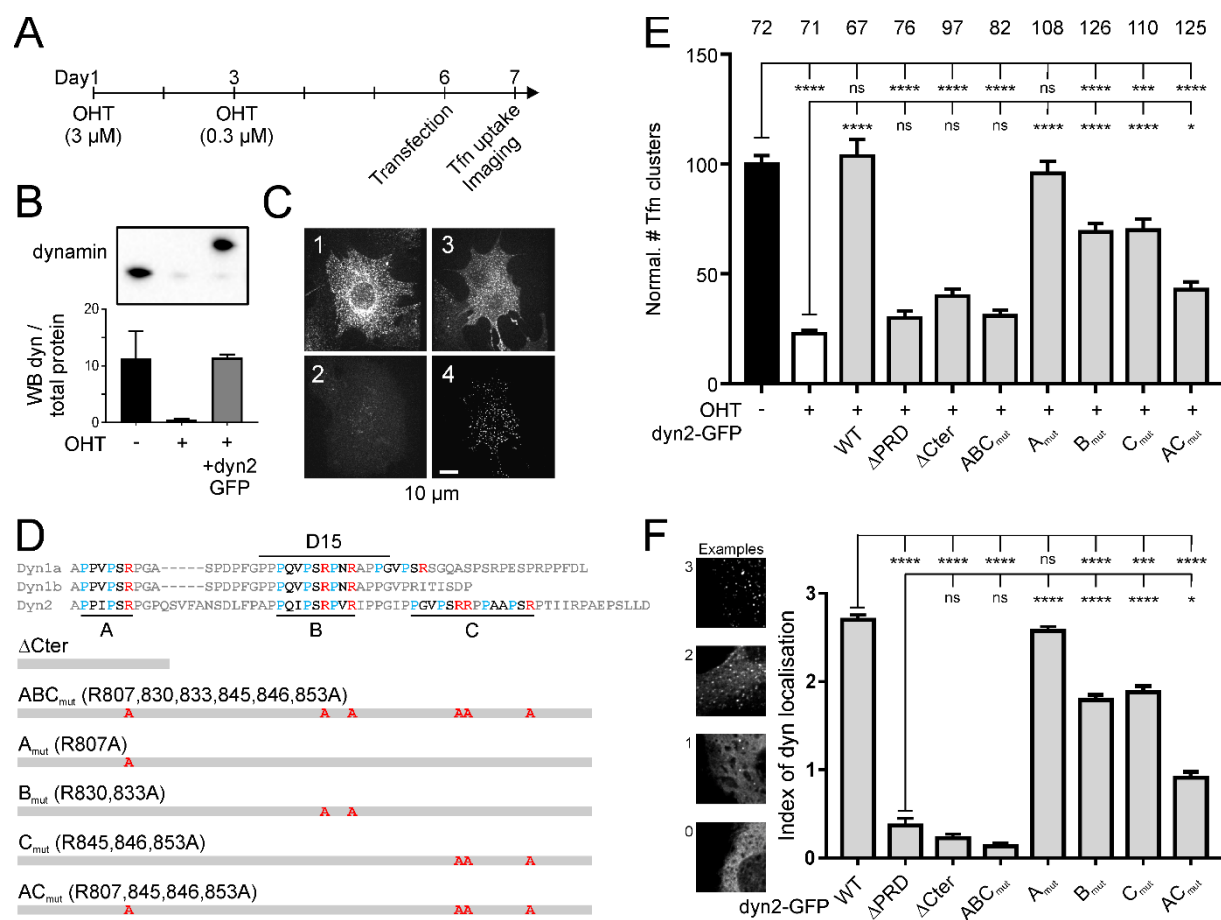 A
Day1 3 6 7
OHT OHT
(3 µM) (0.3 µM)
Transfection
Tfn uptake
Imaging
B
dynamin
WB dyn /
total protein
20
10
0
OHT - + +
+dyn2
GFP
C
1 3
2 4
10 µm
D
D15
Dyn1a APPVPSRPGA-----SPDPFGPPPQVPSRPNRAPPGVPSRSGQASPSRPESPRPPFDL
Dyn1b APPVPSRPGA-----SPDPFGPPPQVPSRPNRAPPGVPRITISDP
Dyn2 APPIPSRPGPQSVFANSDLFPAPPQIPSRPVRIPPGIPPGVPSRRPPAAPSRPTIIRPAEPSLLD
A B C
ΔCter
ABCmut (R807,830,833,845,846,853A)
A A A AA A
Amut (R807A)
A
Bmut (R830,833A)
A A
Cmut (R845,846,853A)
AA A
ACmut (R807,845,846,853A)
A AA A
E
72 71 67 76 97 82 108 126 110 125
**** ns **** **** **** ns **** *** ****
**** ns ns ns **** **** **** *
Normal. # Tfn clusters
150
100
50
0
OHT - + + + + + + + + +
dyn2-GFP WT ΔPRD ΔCter ABCmut Amut Bmut Cmut ACmut
F
Examples
3
2
1
0
**** **** **** ns **** *** ****
ns ns **** **** **** *
Index of dyn localisation
3
2
1
0
dyn2-GFP WT ΔPRD ΔCter ABCmut Amut Bmut Cmut ACmut